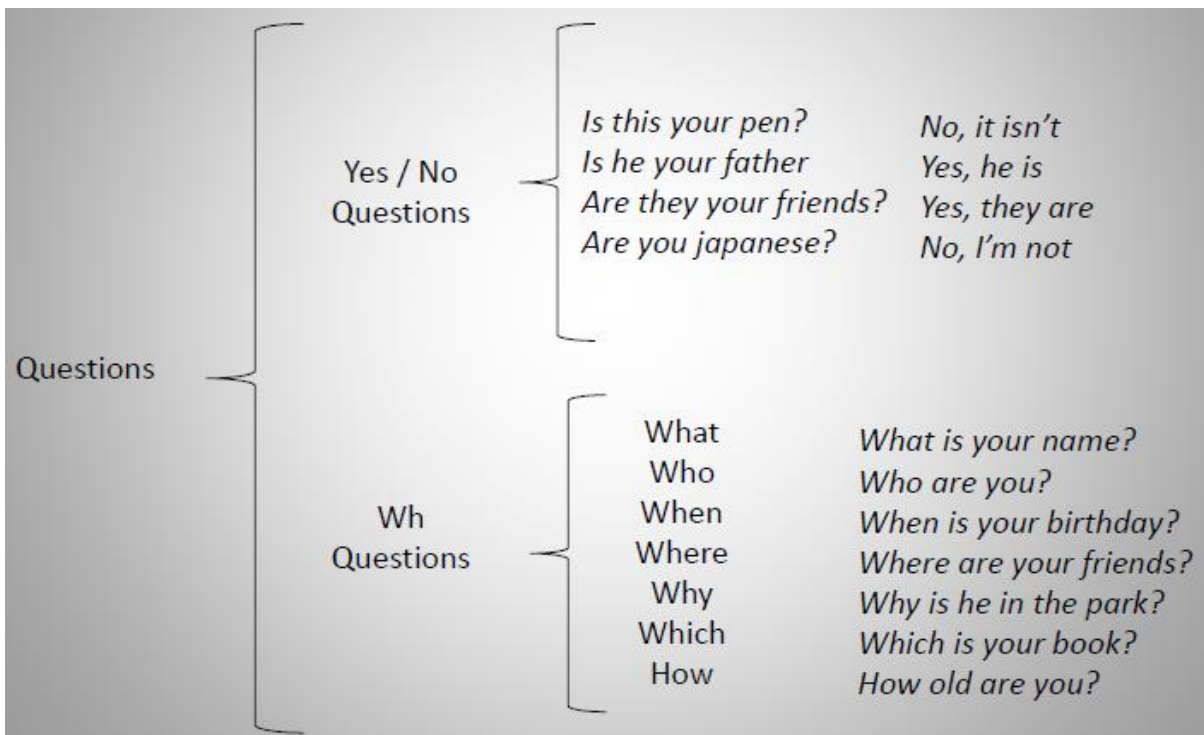 Questions
Yes / No
Questions
Is this your pen? No, it isn't
Is he your father Yes, he is
Are they your friends? Yes, they are
Are you japanese? No, I'm not
Wh
Questions
What What is your name?
Who Who are you?
When When is your birthday?
Where Where are your friends?
Why Why is he in the park?
Which Which is your book?
How How old are you?